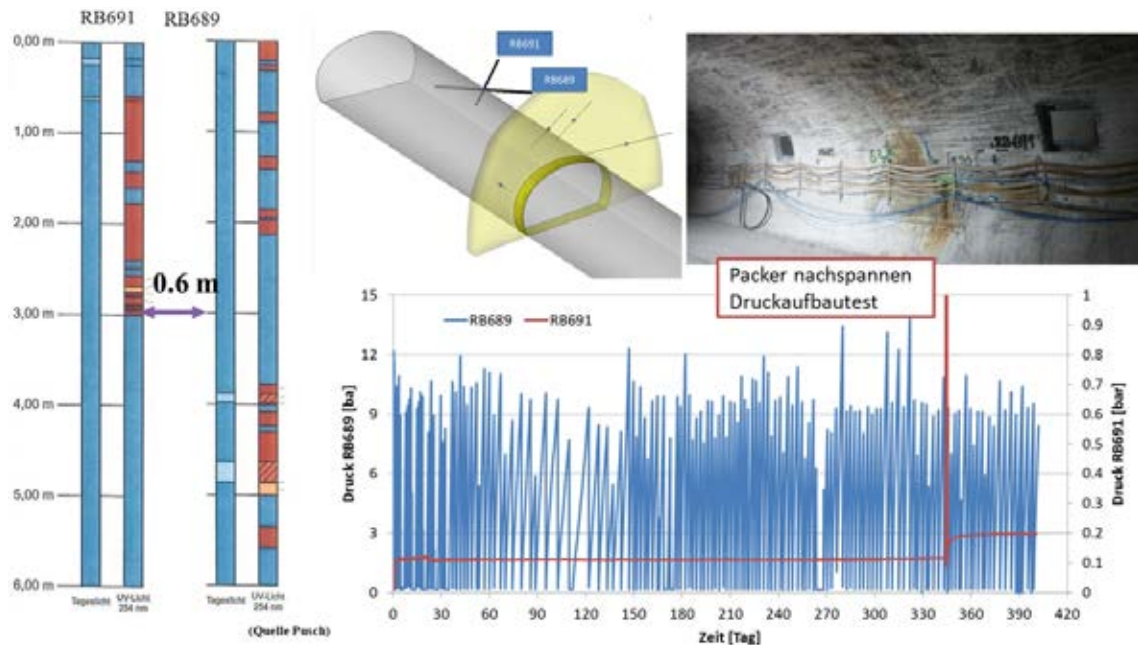 RB691
RB689
0,00 m
1,00 m
2,00 m
3,00 m
4,00 m
5,00 m
6,00 m
0.6 m
Tageslicht
UV-Licht
254 nm
Tageslicht
UV-Licht
254 nm
(Quelle Pusch)
RB691
RB689
Packer nachspannen
Druckaufbautest
RB689
RB691
Druck RB689 [ba]
15
12
9
6
3
0
Druck RB691 [bar]
1
0.9
0.8
0.7
0.6
0.5
0.4
0.3
0.2
0.1
0
0 30 60 90 120 150 180 210 240 270 300 330 360 390 420
Zeit [Tag]